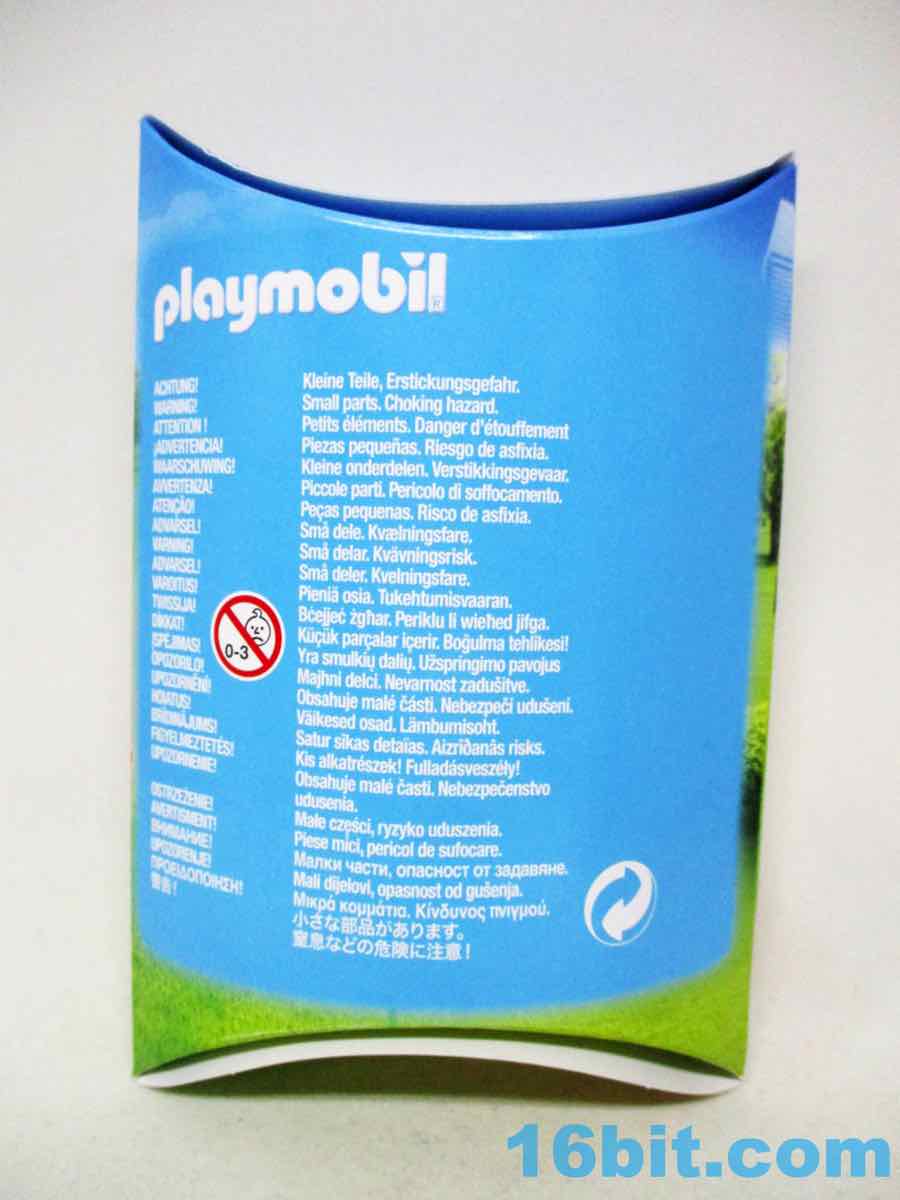 playmobil®
ACHTUNG! Kleine Teile, Erstickungsgefahr.
WARNING! Small parts. Choking hazard.
ATTENTION ! Petits éléments. Danger d'étouffement
¡ADVERTENCIA! Piezas pequeñas. Riesgo de asfixia.
WAARSCHUWING! Kleine onderdelen. Verstikkingsgevaar.
AVVERTENZA! Piccole parti. Pericolo di soffocamento.
ATENÇÃO! Peças pequenas. Risco de asfixia.
ADVARSEL! Små dele. Kvælningsfare.
VARNING! Små delar. Kvävningsrisk.
ADVARSEL! Små deler. Kvelningsfare.
VAROITUS! Pieniä osia. Tukehtumisvaaran.
TWISSIJA! Bċejjeċ żghar. Periklu li wiehed jifga.
DİKKAT! Küçük parçalar içerir. Boğulma tehlikesi!
ĮSPĖJIMAS! Yra smulkių dalių. Užspringimo pavojus
OPOZORILO! Majhni delci. Nevarnost zadušitve.
UPOZORNĚNÍ! Obsahuje malé části. Nebezpečí udušení.
HOIATUS! Väikesed osad. Lämbumisoht.
BRĪDINĀJUMS! Satur sīkas detaļas. Aizrīšanās risks.
FIGYELMEZTETÉS! Kis alkatrészek! Fulladásveszély!
UPOZORNENIE! Obsahuje malé časti. Nebezpečenstvo
udusenia.
OSTRZEŻENIE! Małe części, ryzyko uduszenia.
AVERTISMENT! Piese mici, pericol de sufocare.
ВНИМАНИЕ! Малки части, опасност от задавяне.
UPOZORENJE! Mali dijelovi, opasnost od gušenja.
ΠΡΟΕΙΔΟΠΟΙΗΣΗ! Μικρά κομμάτια. Κίνδυνος πνιγμού.
警告! 小さな部品があります。
窒息などの危険に注意!
0-3
16bit.com